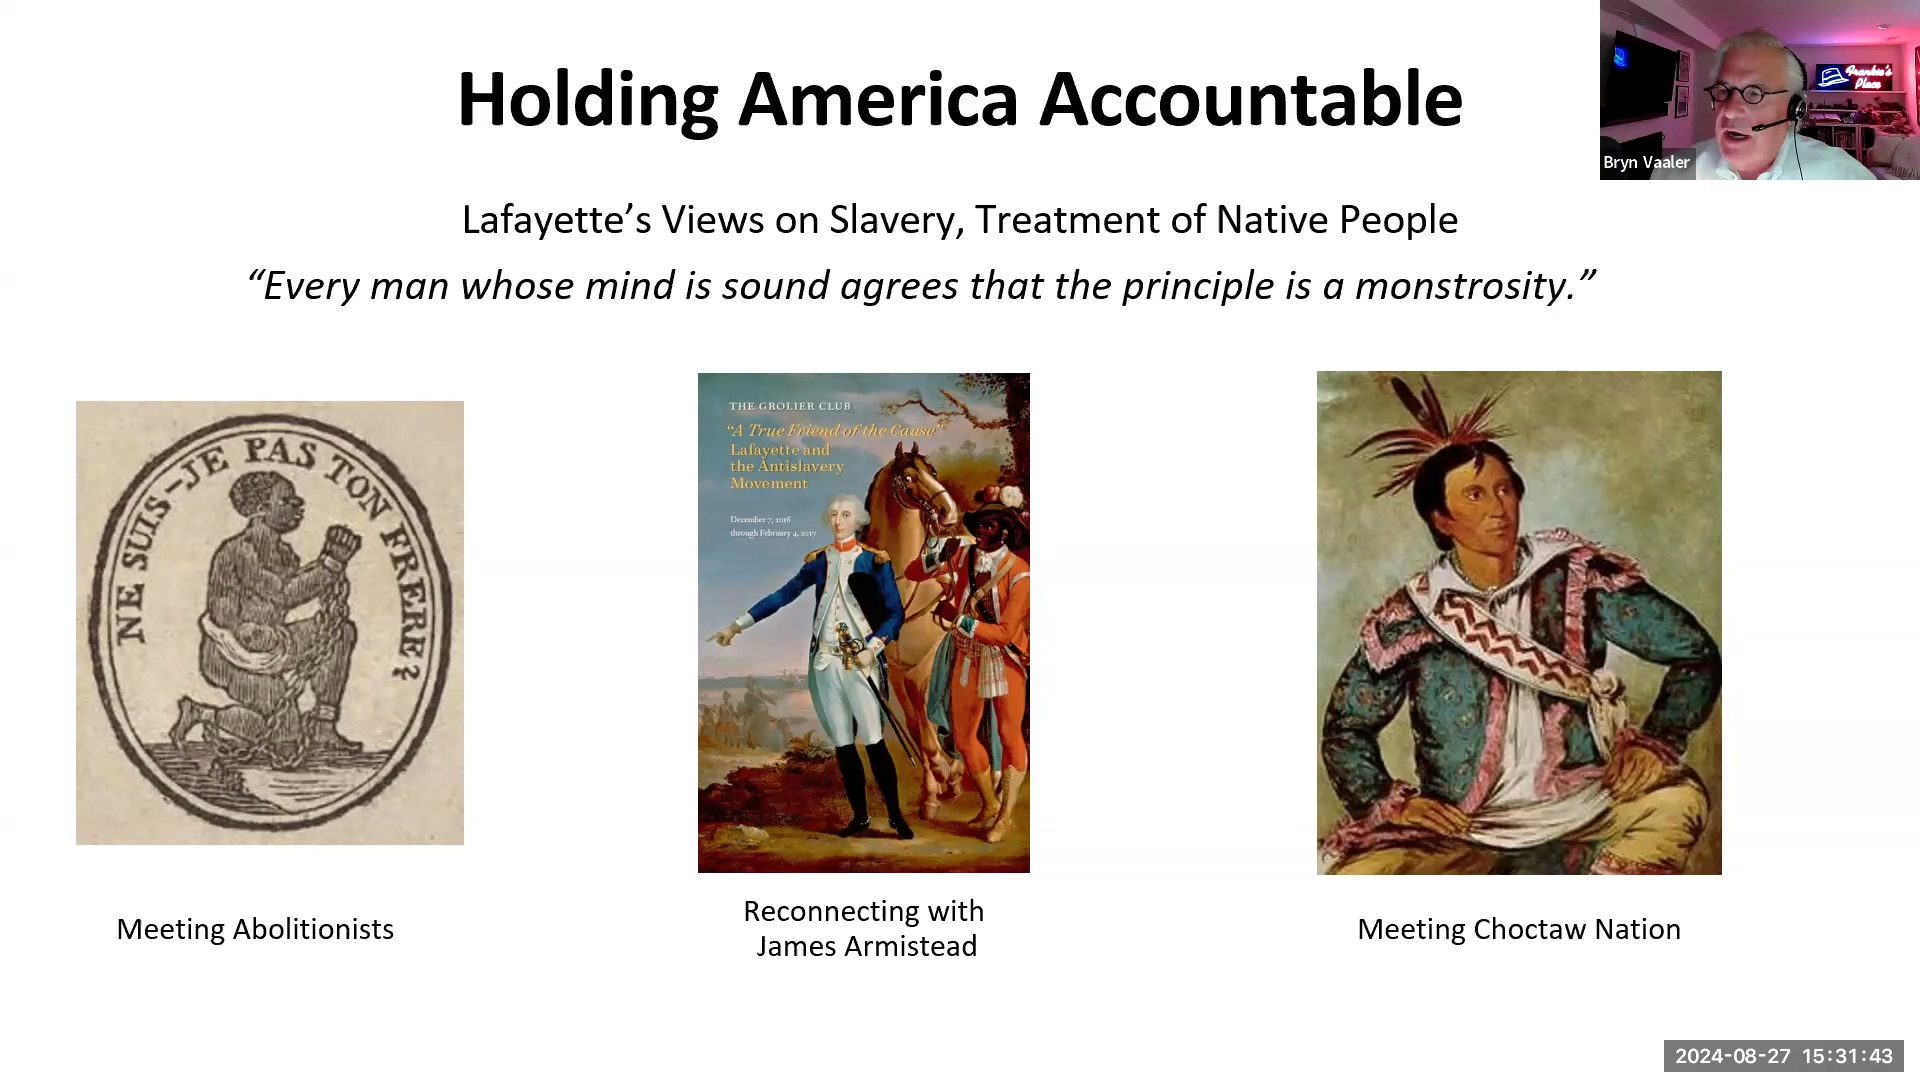 Holding America Accountable
Frankie's
Place
Bryn Vaaler
Lafayette’s Views on Slavery, Treatment of Native People
“Every man whose mind is sound agrees that the principle is a monstrosity.”
NE SUIS-JE PAS TON FRERE?
THE GROLIER CLUB
“A True Friend of the Cause”
Lafayette and
the Antislavery
Movement
December 7, 2016
through February 4, 2017
Meeting Abolitionists
Reconnecting with
James Armistead
Meeting Choctaw Nation
2024-08-27 15:31:43